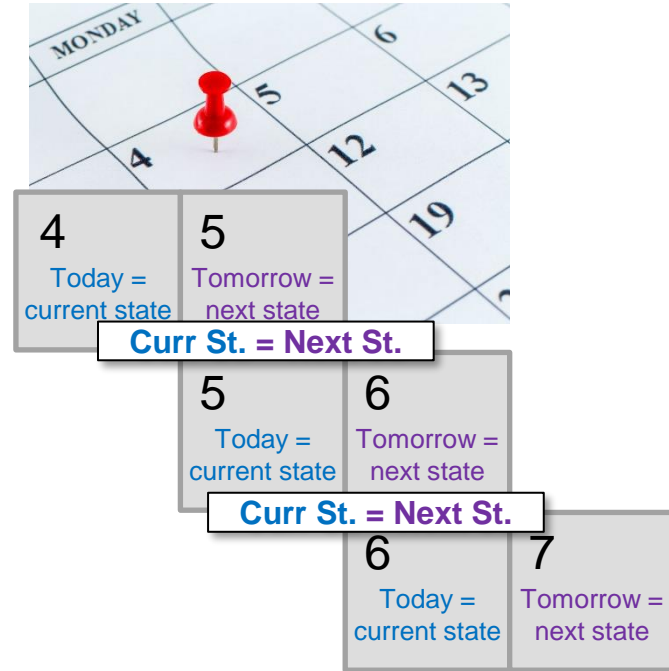 MONDAY
6
5
13
4
12
19
4
5
Today =
current state
Tomorrow =
next state
Curr St. = Next St.
5
6
Today =
current state
Tomorrow =
next state
Curr St. = Next St.
6
7
Today =
current state
Tomorrow =
next state